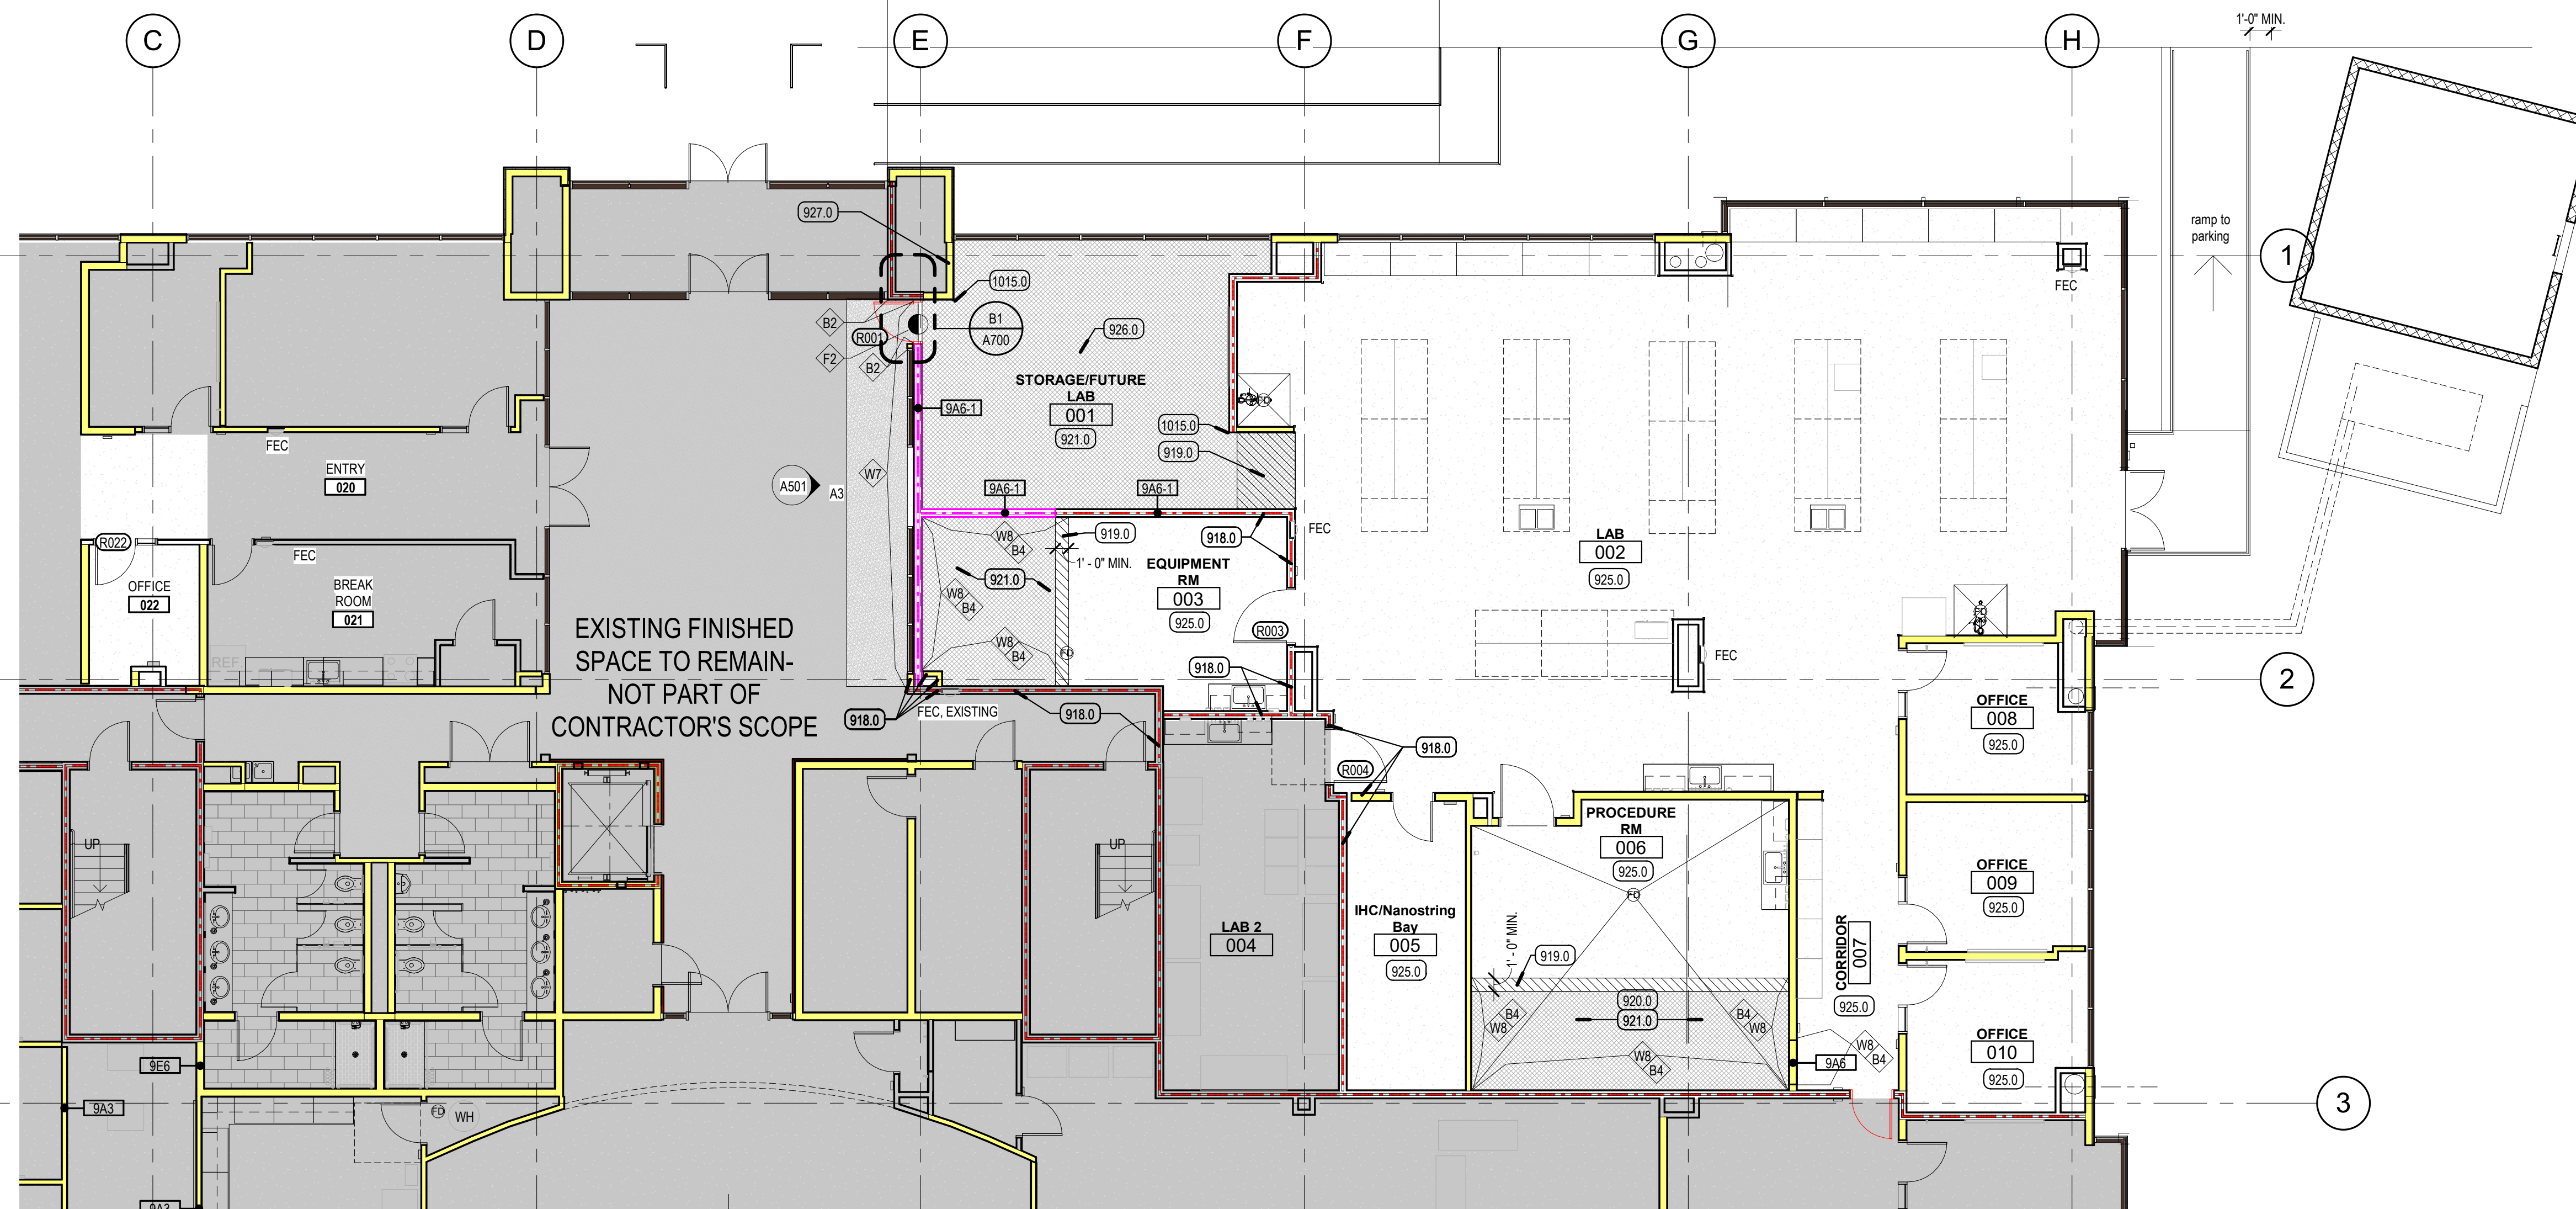 C
D
E
F
G
H
1'-0" MIN.
ramp to
parking
1
927.0
1015.0
FEC
B2
R001
B1
A700
926.0
F2
B2
STORAGE/FUTURE
LAB
001
921.0
9A6-1
1015.0
919.0
FEC
ENTRY
020
A501
A3
W7
9A6-1
9A6-1
FEC
LAB
002
925.0
W8
B4
919.0
918.0
1' - 0" MIN.
R022
FEC
OFFICE
022
BREAK
ROOM
021
921.0
W8
B4
EQUIPMENT
RM
003
925.0
R003
FD
FD
FD
EXISTING FINISHED
SPACE TO REMAIN-
NOT PART OF
CONTRACTOR'S SCOPE
W8
B4
FD
918.0
FEC
REF.
2
918.0
FEC, EXISTING
918.0
OFFICE
008
925.0
918.0
R004
UP
UP
PROCEDURE
RM
006
925.0
FD
OFFICE
009
925.0
LAB 2
004
IHC/Nanostring
Bay
005
925.0
1' - 0" MIN.
919.0
CORRIDOR
007
925.0
920.0
921.0
B4
W8
B4
W8
W8
B4
9A6
W8
B4
OFFICE
010
925.0
9E6
9A3
FD
WH
3
9A3